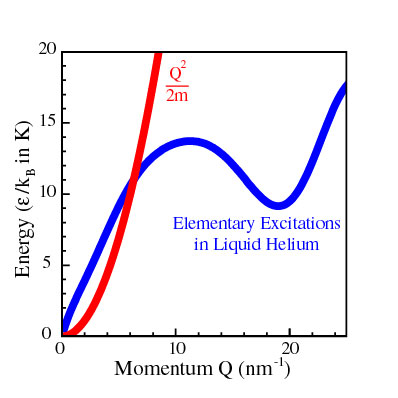 20
15
10
5
0
0
10
20
Energy (ε/k_B in K)
Momentum Q (nm⁻¹)
Q²
2m
Elementary Excitations
in Liquid Helium